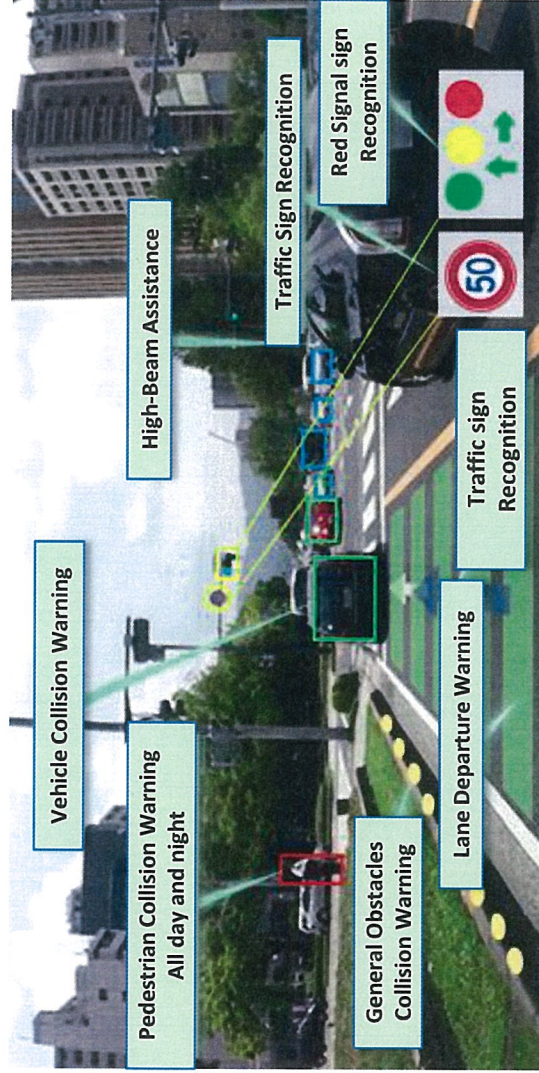 Vehicle Collision Warning
Pedestrian Collision Warning
All day and night
High-Beam Assistance
Traffic Sign Recognition
Red Signal sign
Recognition
General Obstacles
Collision Warning
Lane Departure Warning
Traffic sign
Recognition
50